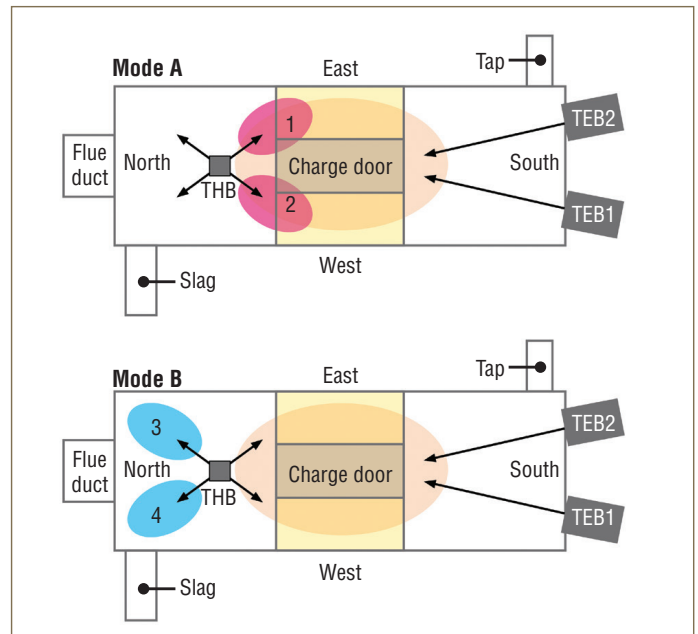 Mode A
East
Tap
TEB2
1
Flue
duct
North
Charge door
South
THB
2
TEB1
West
Slag
Mode B
East
Tap
TEB2
3
Flue
duct
North
Charge door
South
THB
4
TEB1
West
Slag